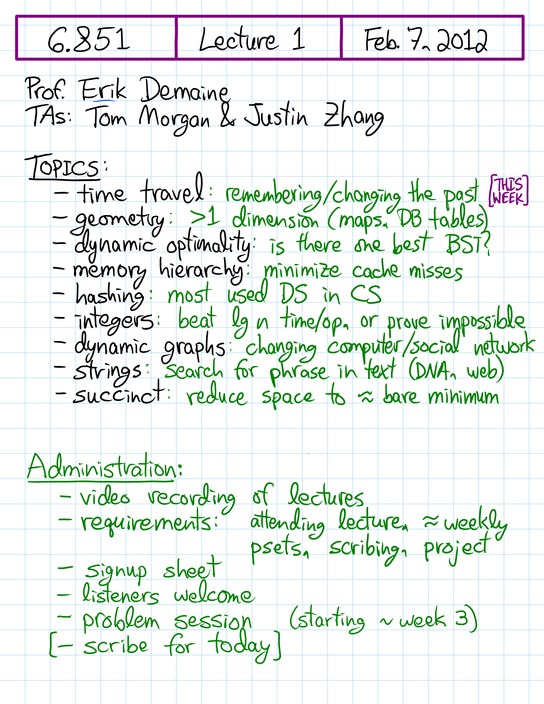 6.851 Lecture 1 Feb. 7, 2012
Prof. Erik Demaine
TAs: Tom Morgan & Justin Zhang
TOPICS:
– time travel: remembering/changing the past [THIS WEEK]
– geometry: >1 dimension (maps, DB tables)
– dynamic optimality: is there one best BST?
– memory hierarchy: minimize cache misses
– hashing: most used DS in CS
– integers: beat lg n time/op, or prove impossible
– dynamic graphs: changing computer/social network
– strings: search for phrase in text (DNA, web)
– succinct: reduce space to ≈ bare minimum
Administration:
– video recording of lectures
– requirements: attending lecture, ≈ weekly
psets, scribing, project
– signup sheet
– listeners welcome
– problem session (starting ~ week 3)
[– scribe for today]